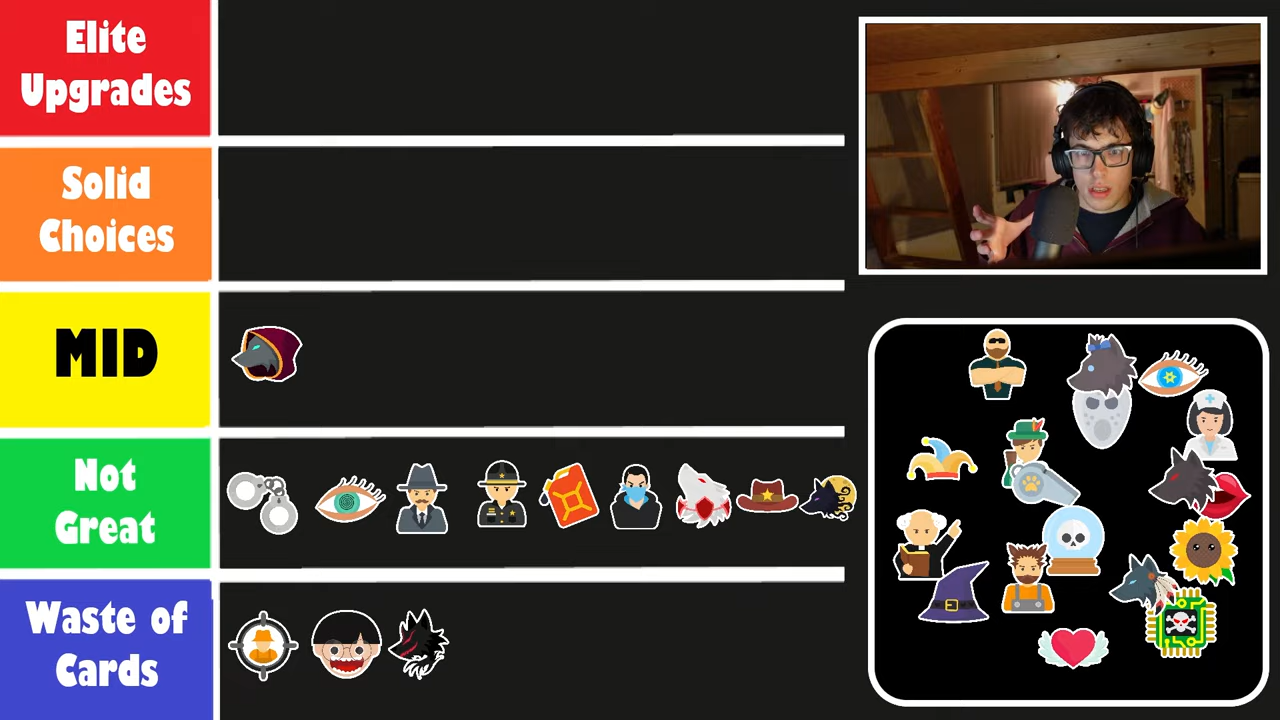 Elite
Upgrades
Solid
Choices
MID
Not
Great
Waste of
Cards